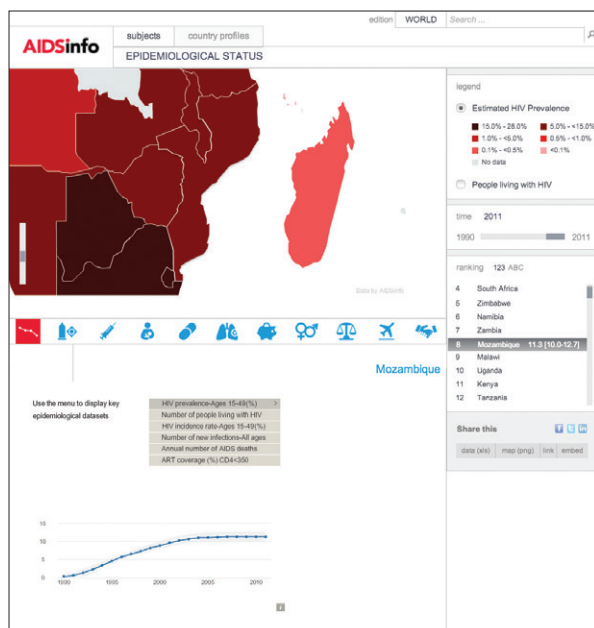 edition WORLD Search ...
AIDSinfo
subjects country profiles
EPIDEMIOLOGICAL STATUS
Data by AIDSinfo
legend
Estimated HIV Prevalence
15.0% - 28.0% 5.0% - <15.0%
1.0% - <5.0% 0.5% - <1.0%
0.1% - <0.5% <0.1%
No data
People living with HIV
time 2011
1990 2011
ranking 123 ABC
4 South Africa
5 Zimbabwe
6 Namibia
7 Zambia
8 Mozambique 11.3 [10.0-12.7]
9 Malawi
10 Uganda
11 Kenya
12 Tanzania
Share this
data (xls) map (png) link embed
Mozambique
Use the menu to display key
epidemiological datasets
HIV prevalence-Ages 15-49(%) >
Number of people living with HIV
HIV incidence rate-Ages 15-49(%)
Number of new infections-All ages
Annual number of AIDS deaths
ART coverage (%)-CD4<350
15
10
5
0
1990 1995 2000 2005 2010
i